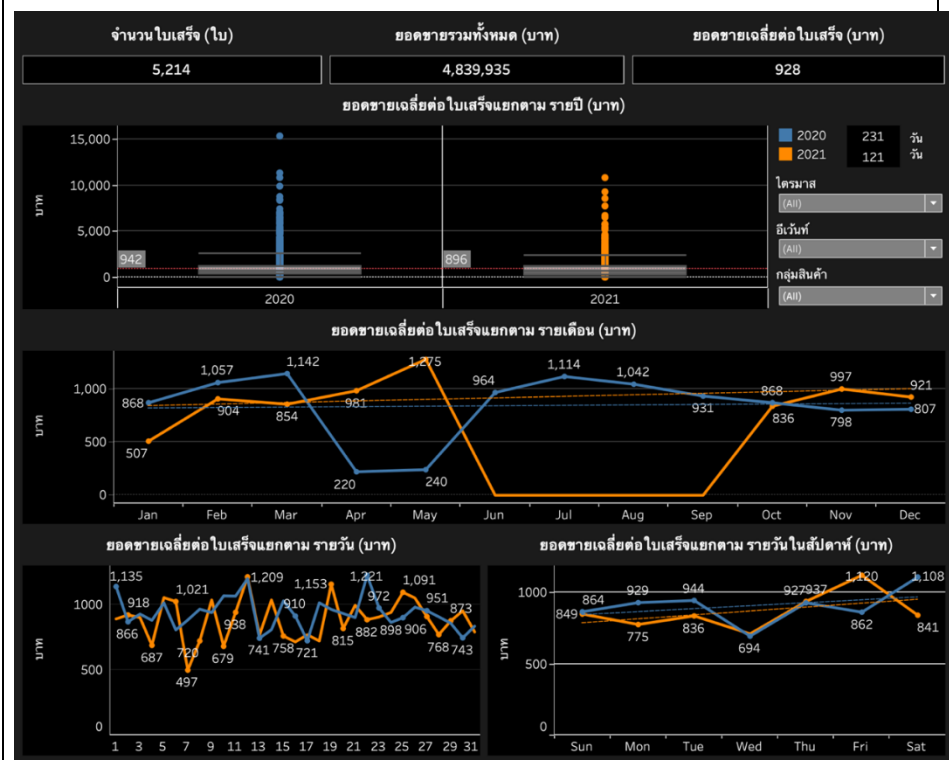 จำนวนใบเสร็จ (ใบ) ยอดขายรวมทั้งหมด (บาท) ยอดขายเฉลี่ยต่อใบเสร็จ (บาท)
5,214 4,839,935 928
ยอดขายเฉลี่ยต่อใบเสร็จแยกตาม รายปี (บาท)
15,000
10,000
5,000
0
บาท
942 896
2020 2021
2020 231 วัน
2021 121 วัน
ไตรมาส
(All)
อีเว้นท์
(All)
กลุ่มสินค้า
(All)
ยอดขายเฉลี่ยต่อใบเสร็จแยกตาม รายเดือน (บาท)
บาท
1,000
500
0
868 1,057 1,142 220 240 964 1,114 1,042 931 868 798 807
507 904 854 981 1,275 836 997 921
Jan Feb Mar Apr May Jun Jul Aug Sep Oct Nov Dec
ยอดขายเฉลี่ยต่อใบเสร็จแยกตาม รายวัน (บาท)
บาท
1000
500
0
1,135 918 1,021 1,209 1,153 1,221 1,091
866 687 720 497 679 938 741 910 758 721 815 882 972 898 906 951 768 873 743
1 3 5 7 9 11 13 15 17 19 21 23 25 27 29 31
ยอดขายเฉลี่ยต่อใบเสร็จแยกตาม รายวันในสัปดาห์ (บาท)
บาท
1000
500
0
864 929 944 927 937 1,120 1,108
849 775 836 694 862 841
Sun Mon Tue Wed Thu Fri Sat